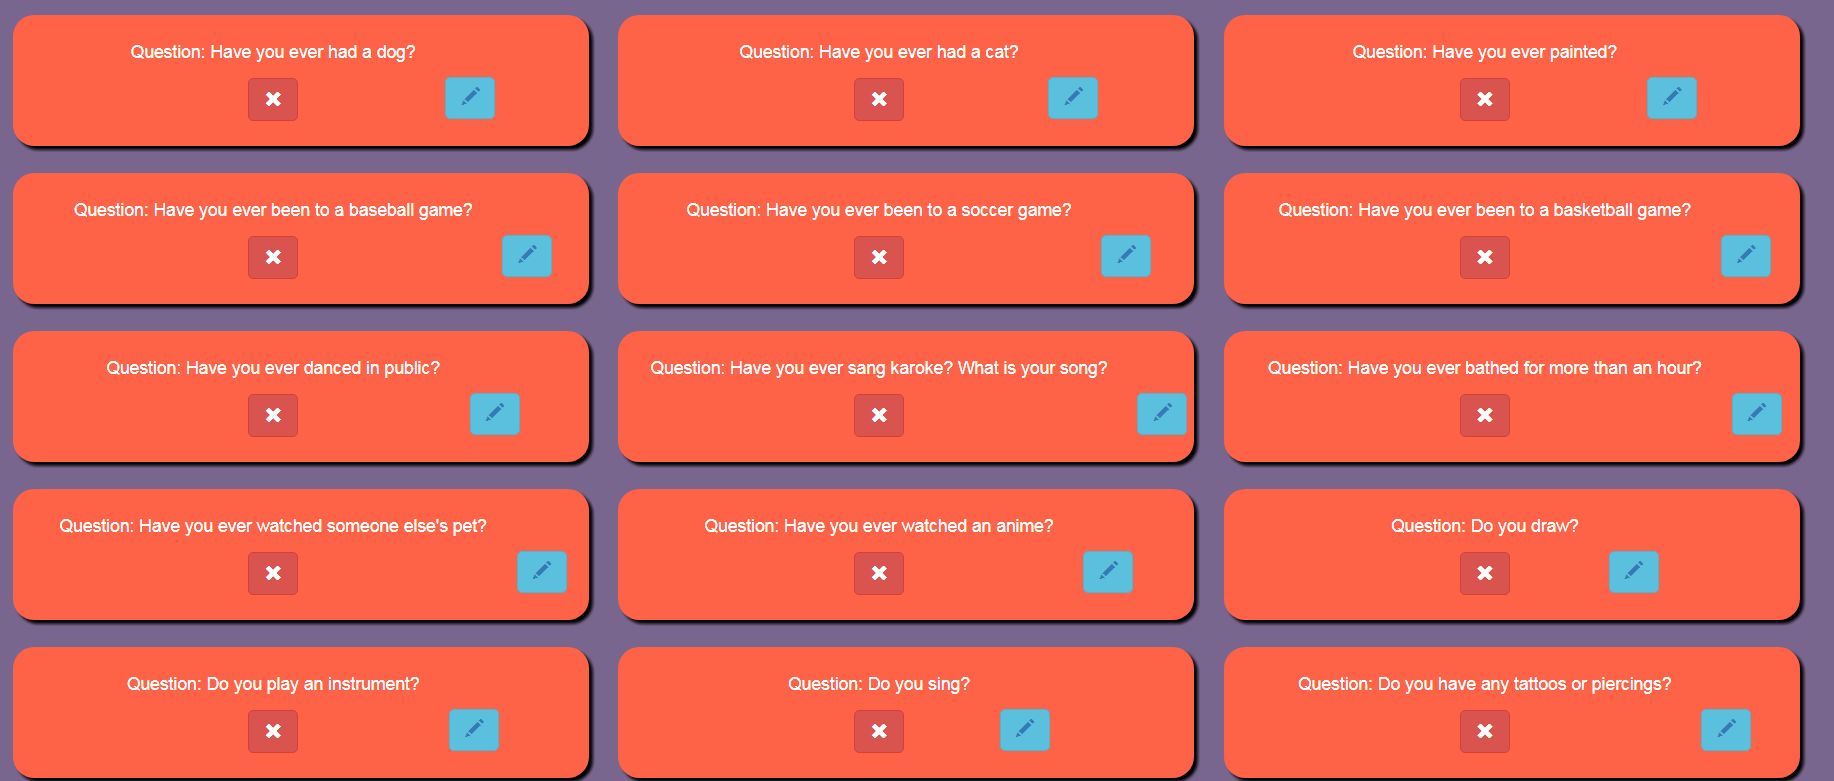 Question: Have you ever had a dog?
Question: Have you ever had a cat?
Question: Have you ever painted?
Question: Have you ever been to a baseball game?
Question: Have you ever been to a soccer game?
Question: Have you ever been to a basketball game?
Question: Have you ever danced in public?
Question: Have you ever sang karoke? What is your song?
Question: Have you ever bathed for more than an hour?
Question: Have you ever watched someone else's pet?
Question: Have you ever watched an anime?
Question: Do you draw?
Question: Do you play an instrument?
Question: Do you sing?
Question: Do you have any tattoos or piercings?